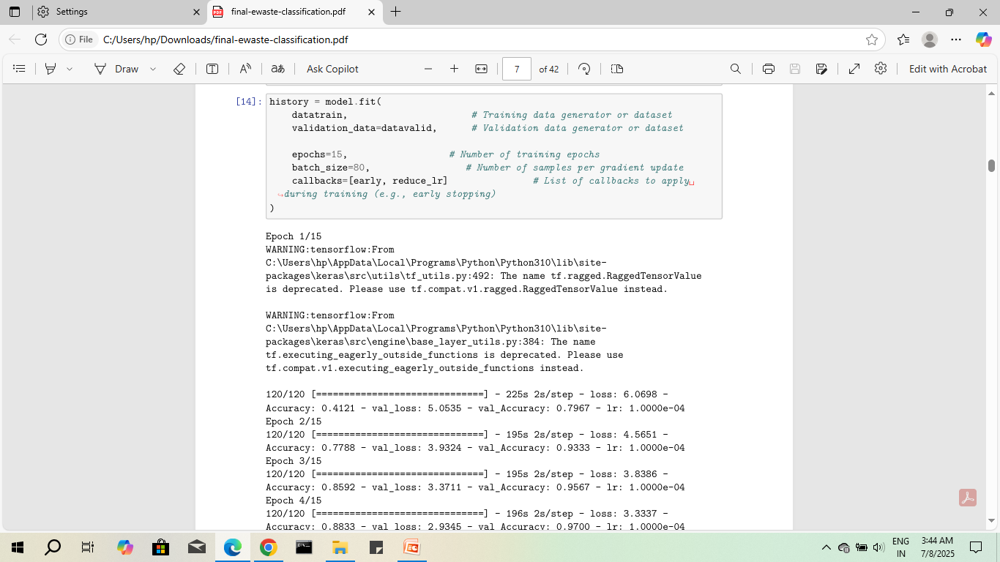 Settings
final-ewaste-classification.pdf
File C:/Users/hp/Downloads/final-ewaste-classification.pdf
Draw
Ask Copilot
7 of 42
Edit with Acrobat
[14]: history = model.fit(
datatrain, # Training data generator or dataset
validation_data=datavalid, # Validation data generator or dataset
epochs=15, # Number of training epochs
batch_size=80, # Number of samples per gradient update
callbacks=[early, reduce_lr] # List of callbacks to apply
↪during training (e.g., early stopping)
)
Epoch 1/15
WARNING:tensorflow:From
C:\Users\hp\AppData\Local\Programs\Python\Python310\lib\site-
packages\keras\src\utils\tf_utils.py:492: The name tf.ragged.RaggedTensorValue
is deprecated. Please use tf.compat.v1.ragged.RaggedTensorValue instead.
WARNING:tensorflow:From
C:\Users\hp\AppData\Local\Programs\Python\Python310\lib\site-
packages\keras\src\engine\base_layer_utils.py:384: The name
tf.executing_eagerly_outside_functions is deprecated. Please use
tf.compat.v1.executing_eagerly_outside_functions instead.
120/120 [==============================] - 225s 2s/step - loss: 6.0698 -
Accuracy: 0.4121 - val_loss: 5.0535 - val_Accuracy: 0.7967 - lr: 1.0000e-04
Epoch 2/15
120/120 [==============================] - 195s 2s/step - loss: 4.5651 -
Accuracy: 0.7788 - val_loss: 3.9324 - val_Accuracy: 0.9333 - lr: 1.0000e-04
Epoch 3/15
120/120 [==============================] - 195s 2s/step - loss: 3.8386 -
Accuracy: 0.8592 - val_loss: 3.3711 - val_Accuracy: 0.9567 - lr: 1.0000e-04
Epoch 4/15
120/120 [==============================] - 196s 2s/step - loss: 3.3337 -
Accuracy: 0.8833 - val_loss: 2.9345 - val_Accuracy: 0.9700 - lr: 1.0000e-04
ENG
IN
3:44 AM
7/8/2025